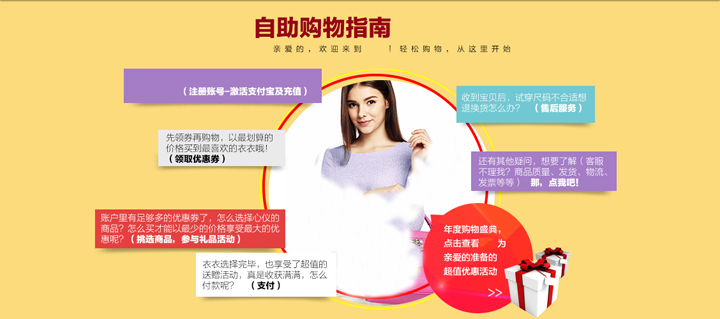 自助购物指南
亲爱的，欢迎来到　　！轻松购物，从这里开始
（注册账号-激活支付宝及充值）
先领券再购物，以最划算的
价格买到最喜欢的衣衣哦！
（领取优惠券）
账户里有足够多的优惠券了，怎么选择心仪的
商品？怎么买才能以最少的价格享受最大的优
惠呢？（挑选商品，参与礼品活动）
衣衣选择完毕，也享受了超值的
送赠活动，真是收获满满，怎么
付款呢？（支付）
收到宝贝后，试穿尺码不合适想
退换货怎么办？（售后服务）
还有其他疑问，想要了解（客服
不理我？商品质量、发货、物流、
发票等等）那，点我吧！
年度购物盛典，
点击查看　　为
亲爱的准备的
超值优惠活动
>>